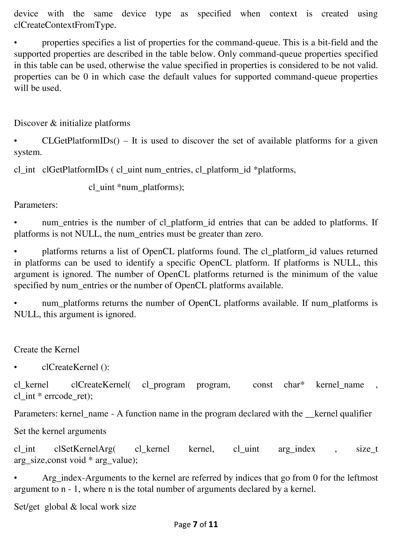 device with the same device type as specified when context is created using
clCreateContextFromType.
• properties specifies a list of properties for the command-queue. This is a bit-field and the
supported properties are described in the table below. Only command-queue properties specified
in this table can be used, otherwise the value specified in properties is considered to be not valid.
properties can be 0 in which case the default values for supported command-queue properties
will be used.
Discover & initialize platforms
• CLGetPlatformIDs() – It is used to discover the set of available platforms for a given
system.
cl_int clGetPlatformIDs ( cl_uint num_entries, cl_platform_id *platforms,
cl_uint *num_platforms);
Parameters:
• num_entries is the number of cl_platform_id entries that can be added to platforms. If
platforms is not NULL, the num_entries must be greater than zero.
• platforms returns a list of OpenCL platforms found. The cl_platform_id values returned
in platforms can be used to identify a specific OpenCL platform. If platforms is NULL, this
argument is ignored. The number of OpenCL platforms returned is the minimum of the value
specified by num_entries or the number of OpenCL platforms available.
• num_platforms returns the number of OpenCL platforms available. If num_platforms is
NULL, this argument is ignored.
Create the Kernel
• clCreateKernel ():
cl_kernel clCreateKernel( cl_program program, const char* kernel_name ,
cl_int * errcode_ret);
Parameters: kernel_name - A function name in the program declared with the __kernel qualifier
Set the kernel arguments
cl_int clSetKernelArg( cl_kernel kernel, cl_uint arg_index , size_t
arg_size,const void * arg_value);
• Arg_index-Arguments to the kernel are referred by indices that go from 0 for the leftmost
argument to n - 1, where n is the total number of arguments declared by a kernel.
Set/get global & local work size
Page 7 of 11